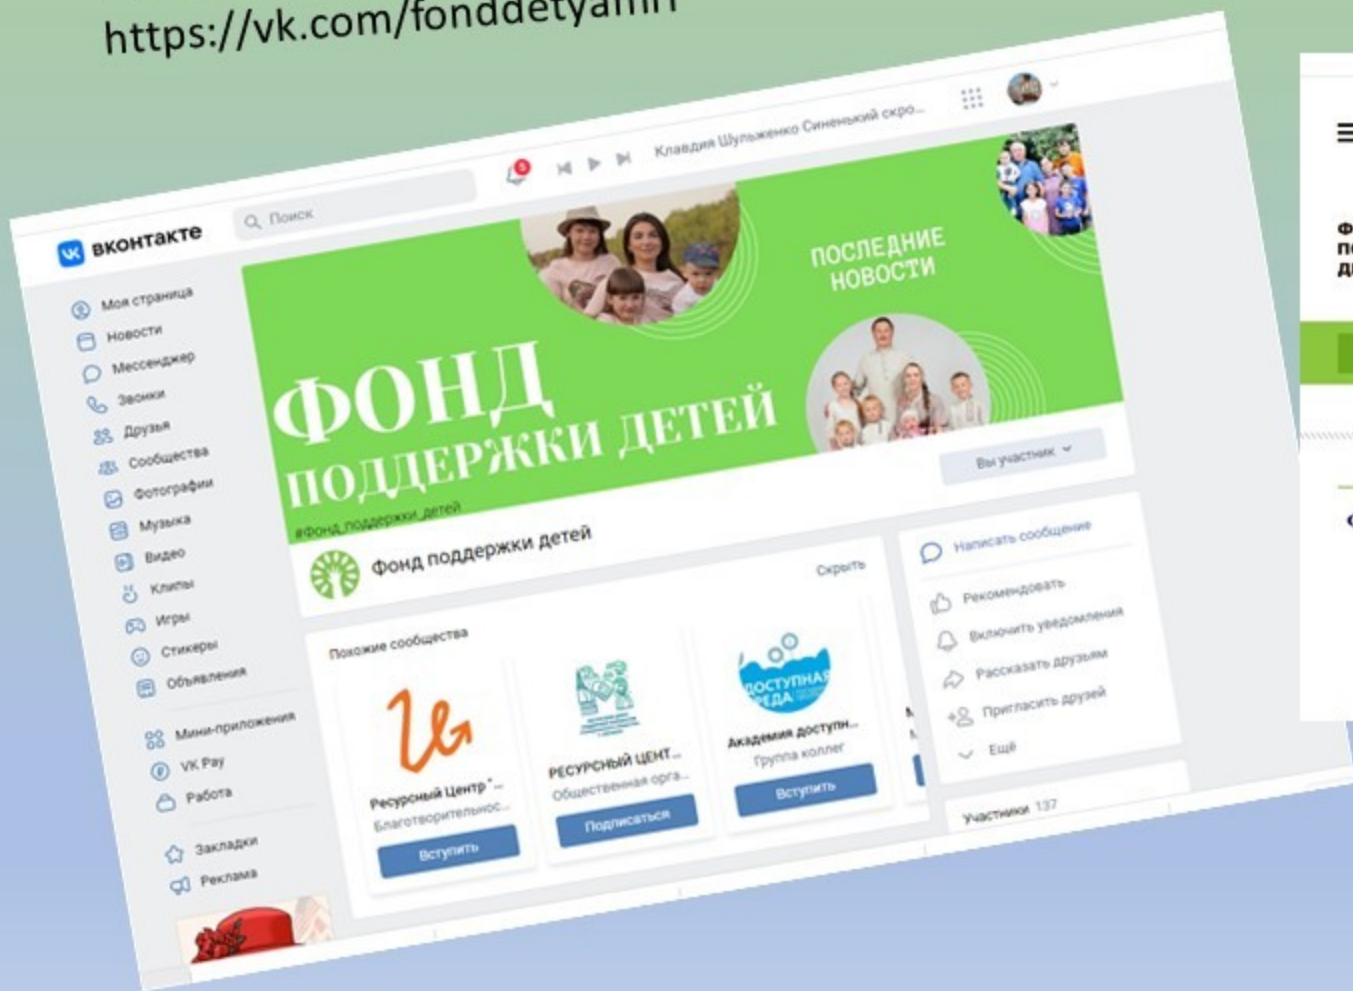 https://vk.com/fonddetyamrf
вконтакте
Поиск
5
Клавдия Шульженко Синенький скро...
Моя страница
Новости
Мессенджер
Звонки
Друзья
Сообщества
Фотографии
Музыка
Видео
Клипы
Игры
Стикеры
Объявления
Мини-приложения
VK Pay
Работа
Закладки
Реклама
ПОСЛЕДНИЕ
НОВОСТИ
ФОНД
ПОДДЕРЖКИ ДЕТЕЙ
#Фонд_поддержки_детей
Фонд поддержки детей
Вы участник
Похожие сообщества
Скрыть
Ресурсный Центр "...
Благотворительнос...
Вступить
РЕСУРСНЫЙ ЦЕНТ...
Общественная орга...
Подписаться
ДОСТУПНАЯ
СРЕДА
Академия доступн...
Группа коллег
Вступить
Написать сообщение
Рекомендовать
Включить уведомления
Рассказать друзьям
Пригласить друзей
Ещё
Участники 137